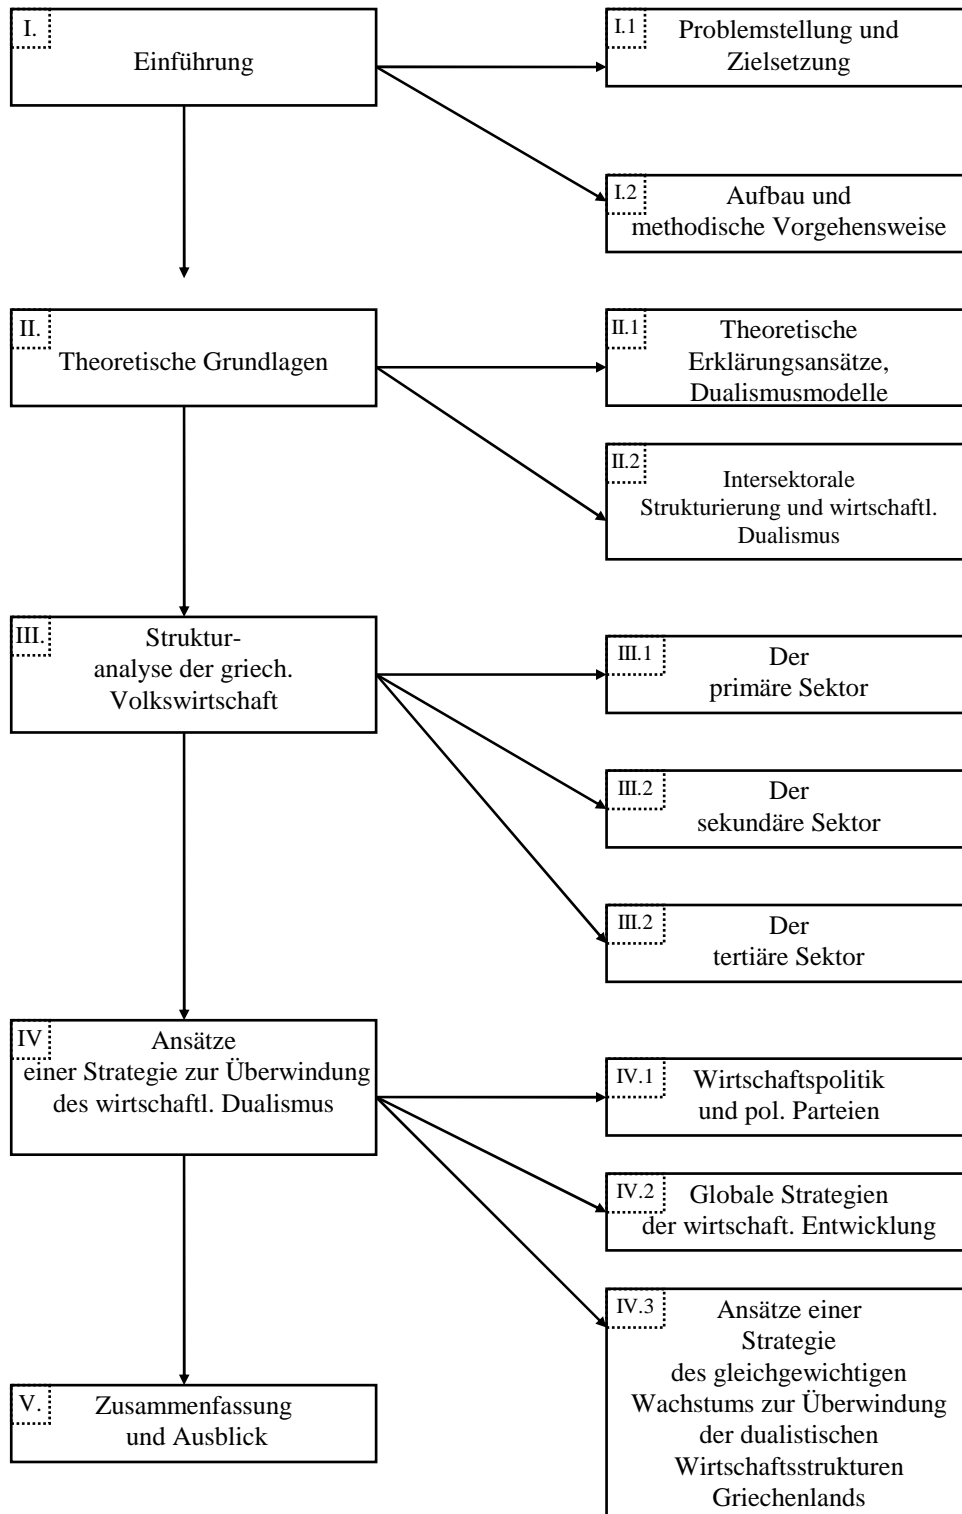 I.
Einführung
I.1
Problemstellung und
Zielsetzung
I.2
Aufbau und
methodische Vorgehensweise
II.
Theoretische Grundlagen
II.1
Theoretische
Erklärungsansätze,
Dualismusmodelle
II.2
Intersektorale
Strukturierung und wirtschaftl.
Dualismus
III.
Struktur-
analyse der griech.
Volkswirtschaft
III.1
Der
primäre Sektor
III.2
Der
sekundäre Sektor
III.2
Der
tertiäre Sektor
IV
Ansätze
einer Strategie zur Überwindung
des wirtschaftl. Dualismus
IV.1
Wirtschaftspolitik
und pol. Parteien
IV.2
Globale Strategien
der wirtschaft. Entwicklung
IV.3
Ansätze einer
Strategie
des gleichgewichtigen
Wachstums zur Überwindung
der dualistischen
Wirtschaftsstrukturen
Griechenlands
V.
Zusammenfassung
und Ausblick